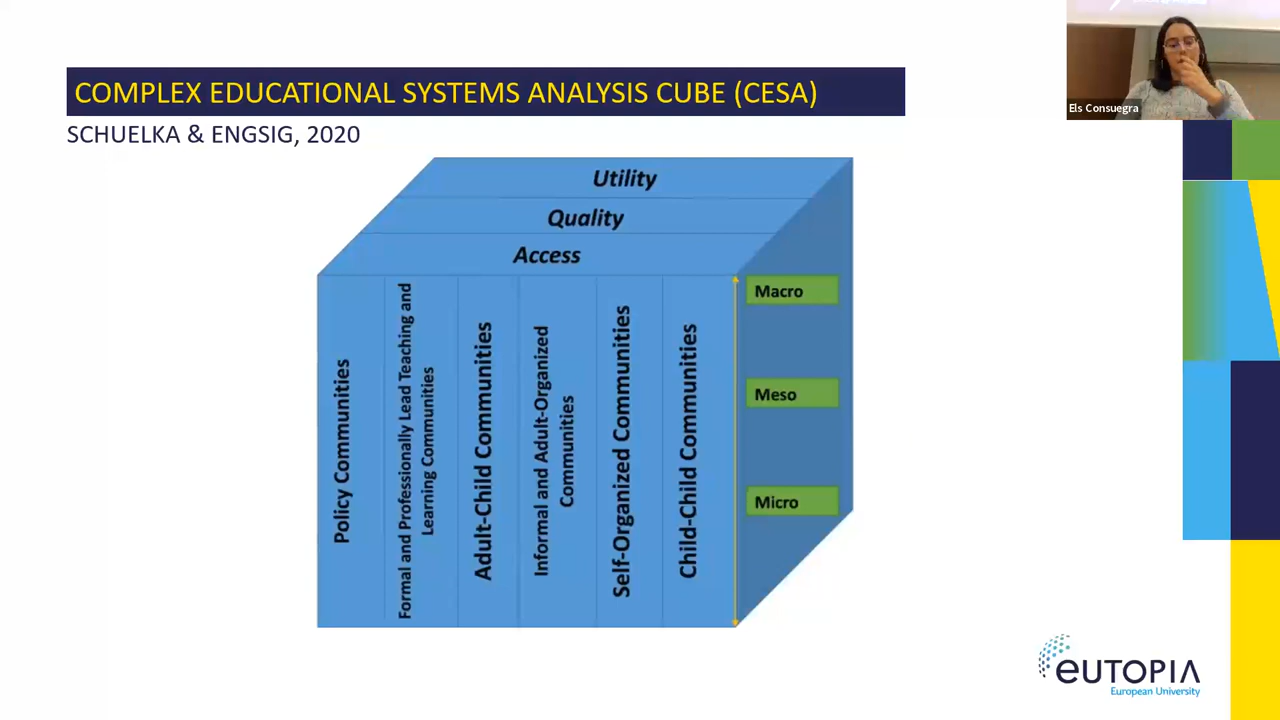 COMPLEX EDUCATIONAL SYSTEMS ANALYSIS CUBE (CESA)
SCHUELKA & ENGSIG, 2020
Els Consuegra
Utility
Quality
Access
Policy Communities
Formal and Professionally Lead Teaching and
Learning Communities
Adult-Child Communities
Informal and Adult-Organized
Communities
Self-Organized Communities
Child-Child Communities
Macro
Meso
Micro
eUTOPIA
European University